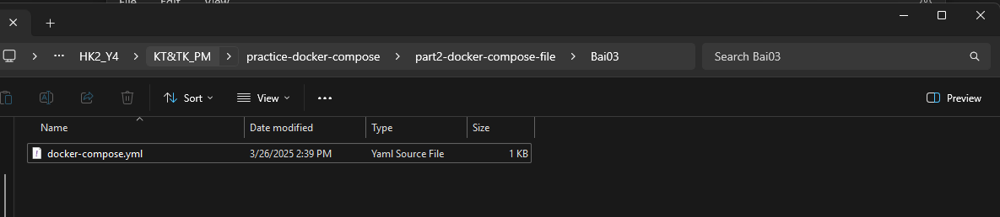 File Edit View
HK2_Y4 KT&TK_PM practice-docker-compose part2-docker-compose-file Bai03 Search Bai03
Sort View Preview
Name Date modified Type Size
docker-compose.yml 3/26/2025 2:39 PM Yaml Source File 1 KB